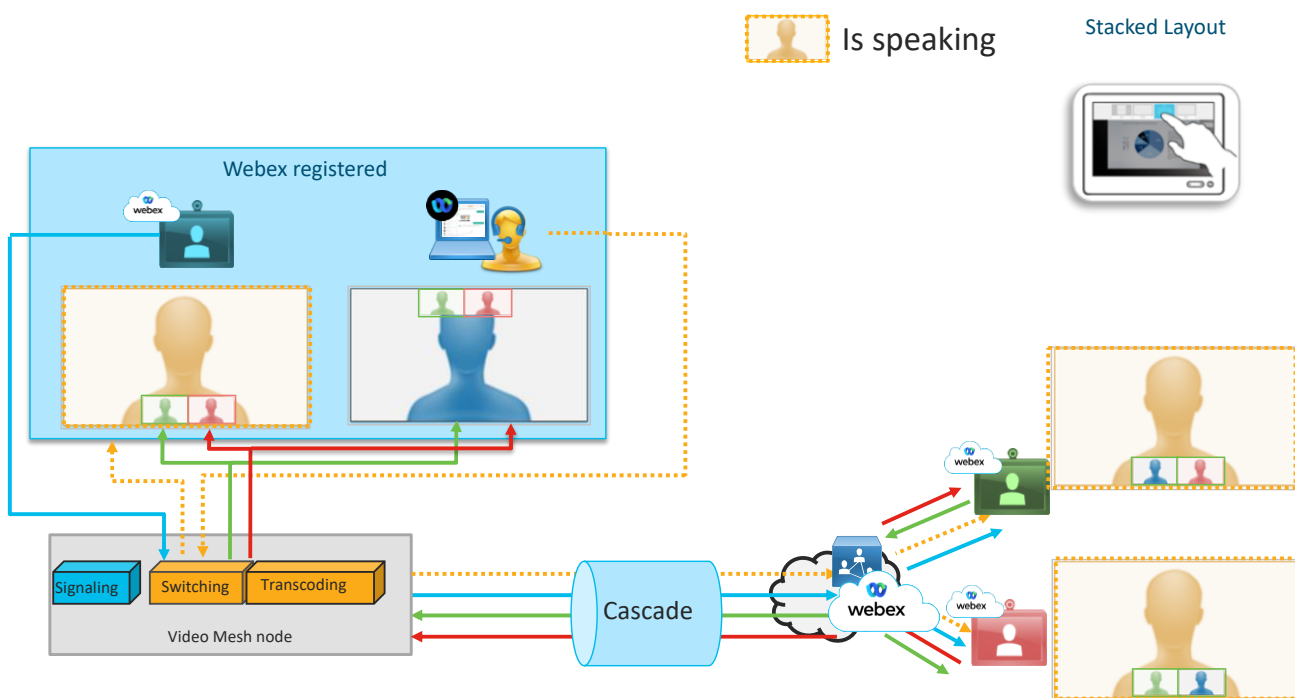 Is speaking
Stacked Layout
Webex registered
webex
Signaling
Switching
Transcoding
Video Mesh node
Cascade
webex
webex
webex